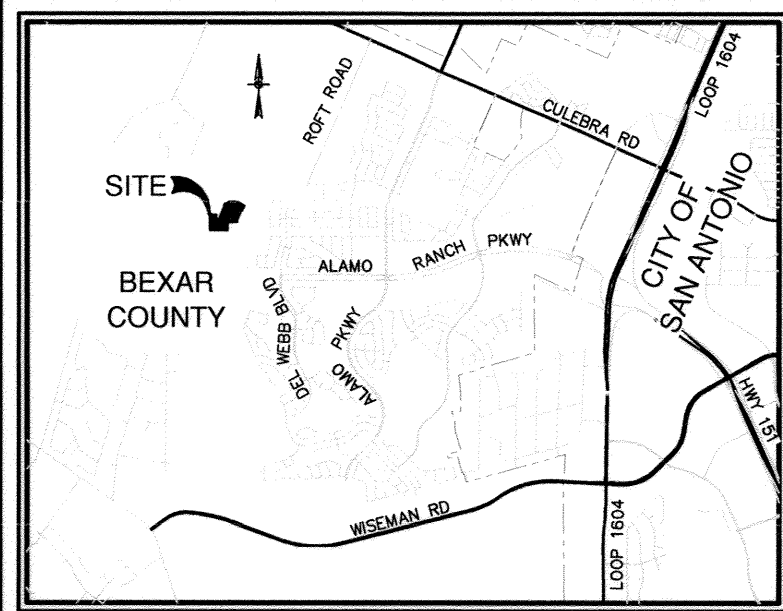 LOOP 1604
ROFT ROAD
CULEBRA RD
SITE
CITY OF
SAN ANTONIO
ALAMO RANCH PKWY
BEXAR
COUNTY
DEL WEBB BLVD
ALAMO PKWY
HWY 151
WISEMAN RD
LOOP 1604